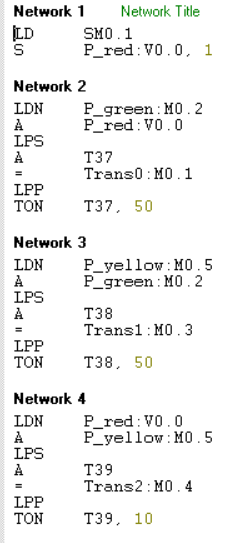 Network 1 Network Title
LD SM0.1
S P_red:V0.0, 1
Network 2
LDN P_green:M0.2
A P_red:V0.0
LPS
A T37
= Trans0:M0.1
LPP
TON T37, 50
Network 3
LDN P_yellow:M0.5
A P_green:M0.2
LPS
A T38
= Trans1:M0.3
LPP
TON T38, 50
Network 4
LDN P_red:V0.0
A P_yellow:M0.5
LPS
A T39
= Trans2:M0.4
LPP
TON T39, 10